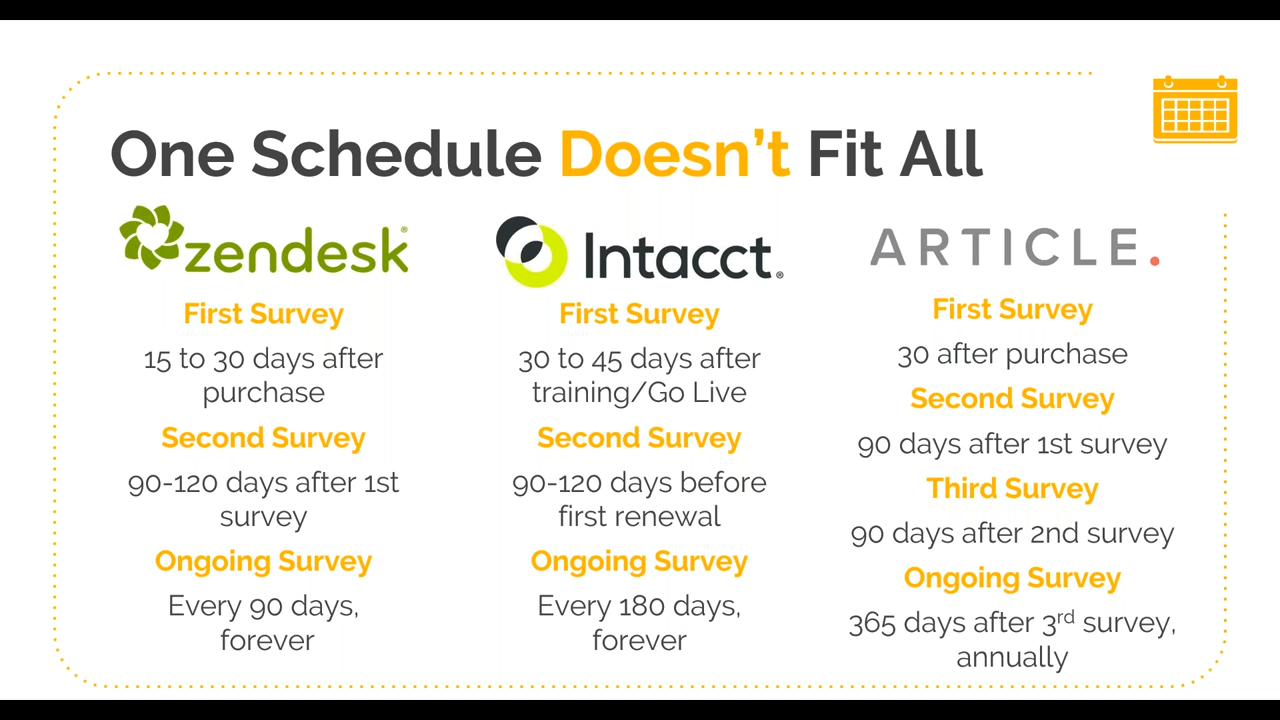 One Schedule Doesn't Fit All
zendesk®
First Survey
15 to 30 days after
purchase
Second Survey
90-120 days after 1st
survey
Ongoing Survey
Every 90 days,
forever
Intacct®
First Survey
30 to 45 days after
training/Go Live
Second Survey
90-120 days before
first renewal
Ongoing Survey
Every 180 days,
forever
ARTICLE.
First Survey
30 after purchase
Second Survey
90 days after 1st survey
Third Survey
90 days after 2nd survey
Ongoing Survey
365 days after 3rd survey,
annually